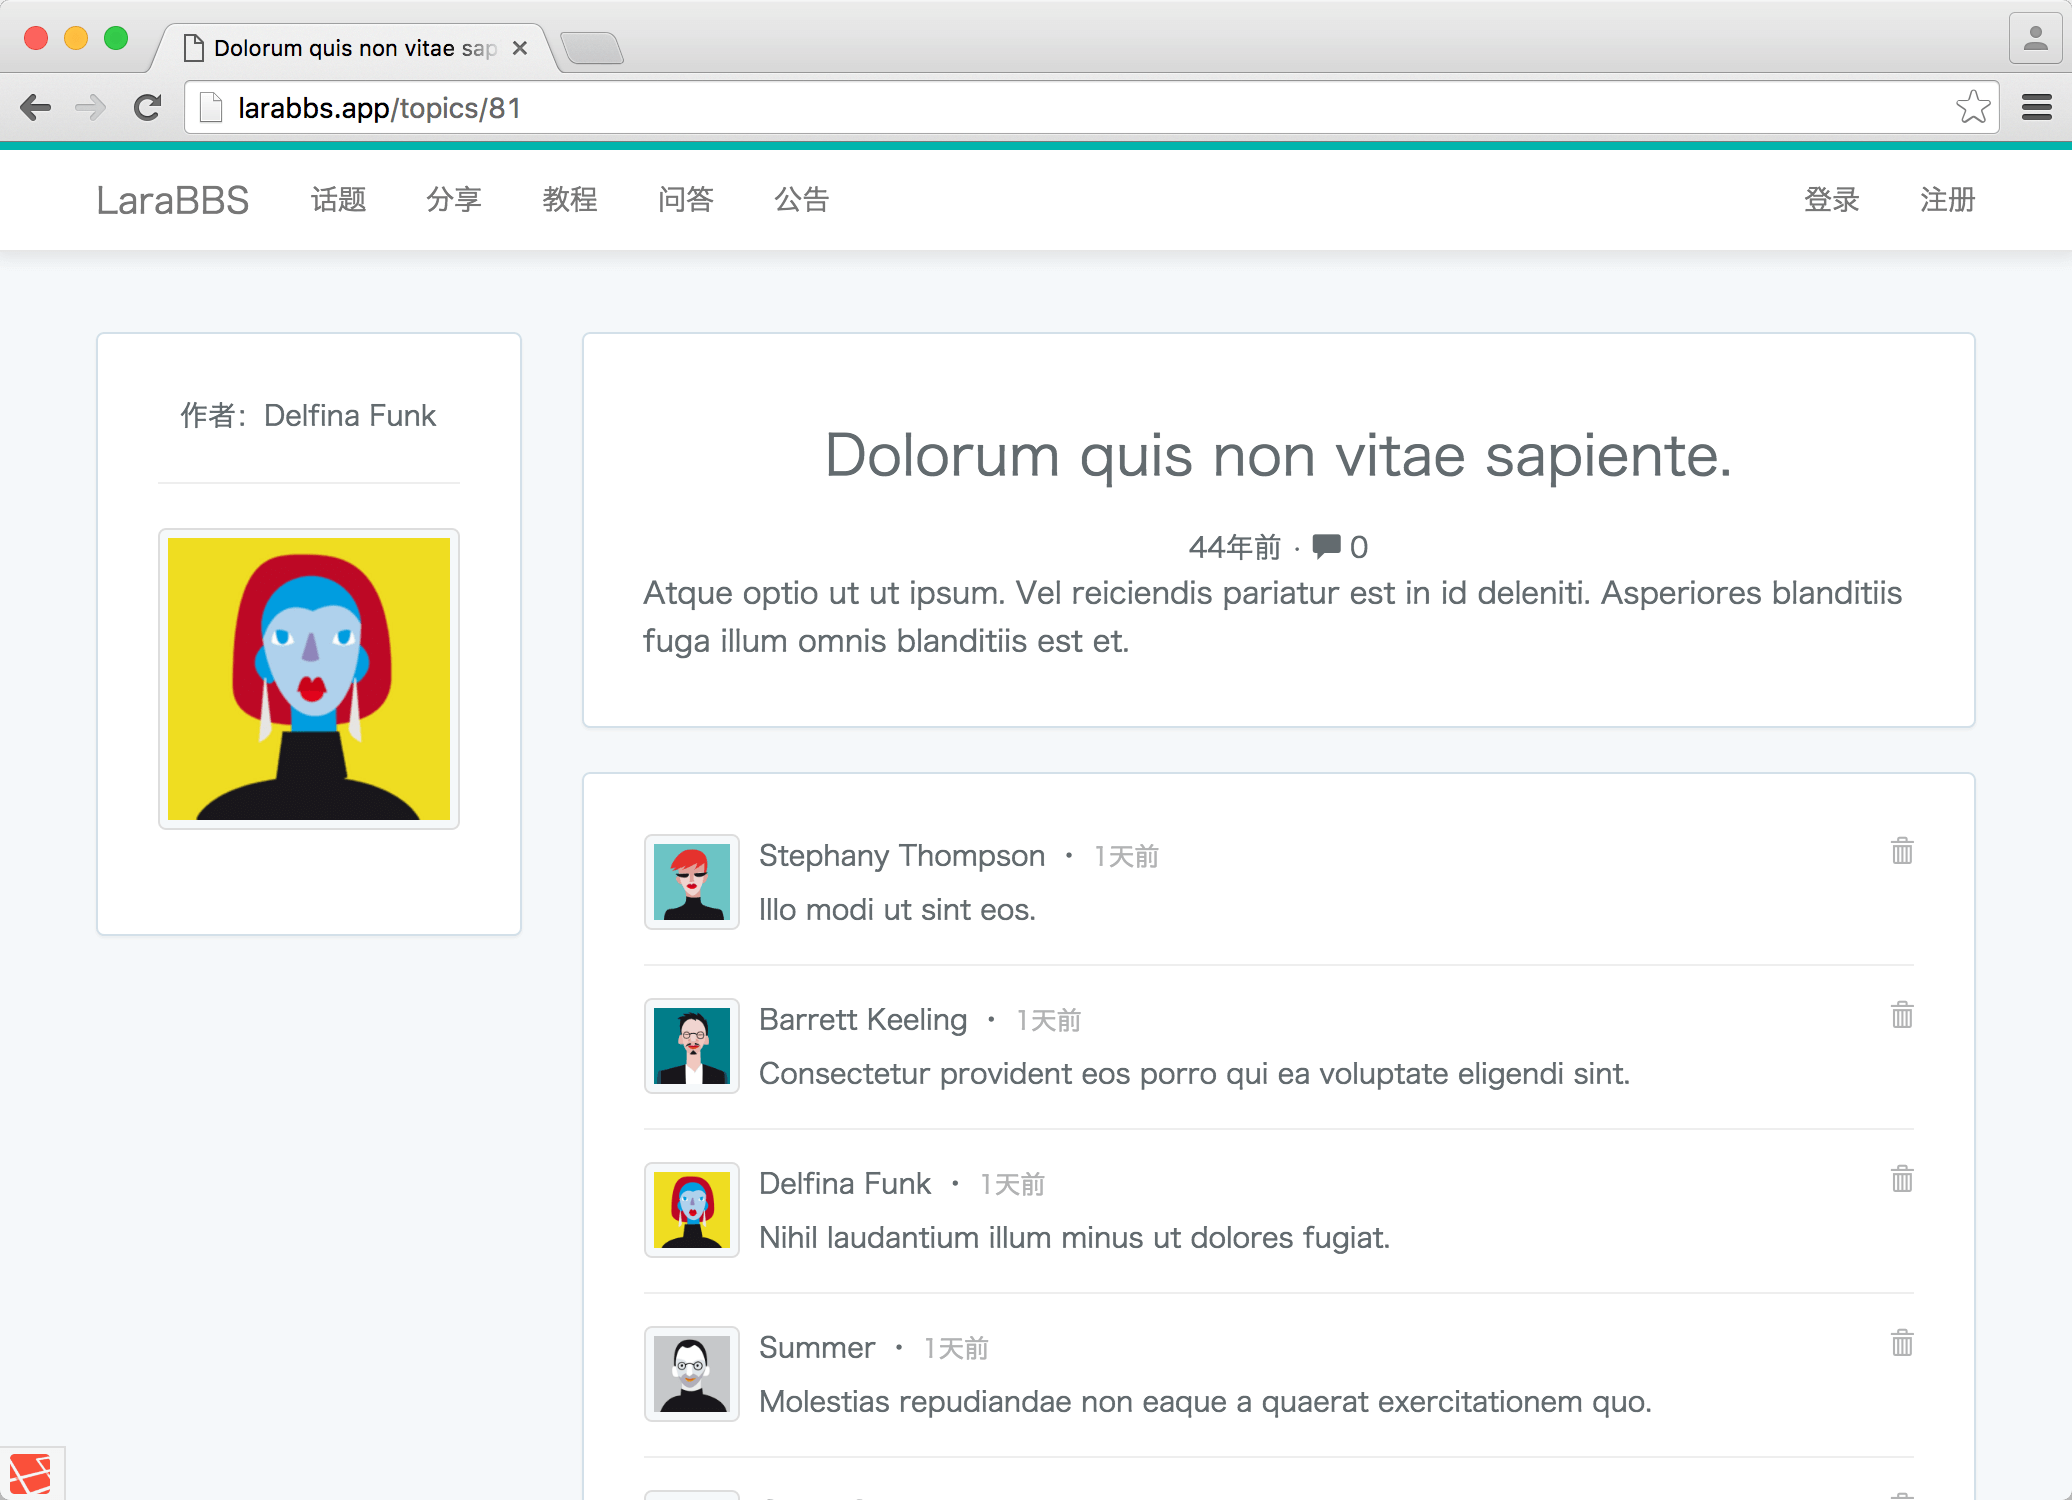 Dolorum quis non vitae sap
larabbs.app/topics/81
LaraBBS 话题 分享 教程 问答 公告 登录 注册
作者：Delfina Funk
Dolorum quis non vitae sapiente.
44年前 · 0
Atque optio ut ut ipsum. Vel reiciendis pariatur est in id deleniti. Asperiores blanditiis
fuga illum omnis blanditiis est et.
Stephany Thompson • 1天前
Illo modi ut sint eos.
Barrett Keeling • 1天前
Consectetur provident eos porro qui ea voluptate eligendi sint.
Delfina Funk • 1天前
Nihil laudantium illum minus ut dolores fugiat.
Summer • 1天前
Molestias repudiandae non eaque a quaerat exercitationem quo.